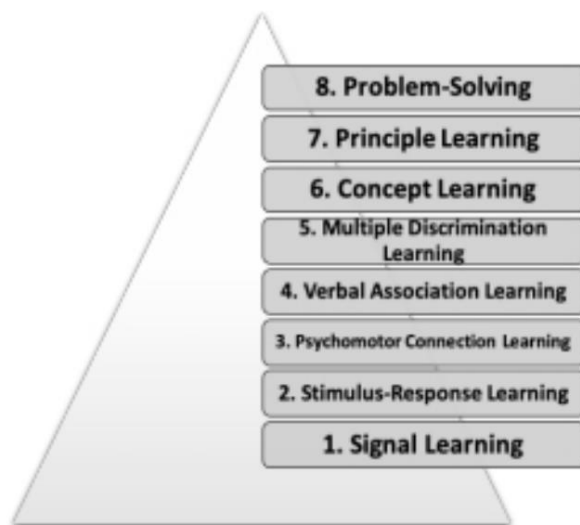 8. Problem-Solving
7. Principle Learning
6. Concept Learning
5. Multiple Discrimination
Learning
4. Verbal Association Learning
3. Psychomotor Connection Learning
2. Stimulus-Response Learning
1. Signal Learning